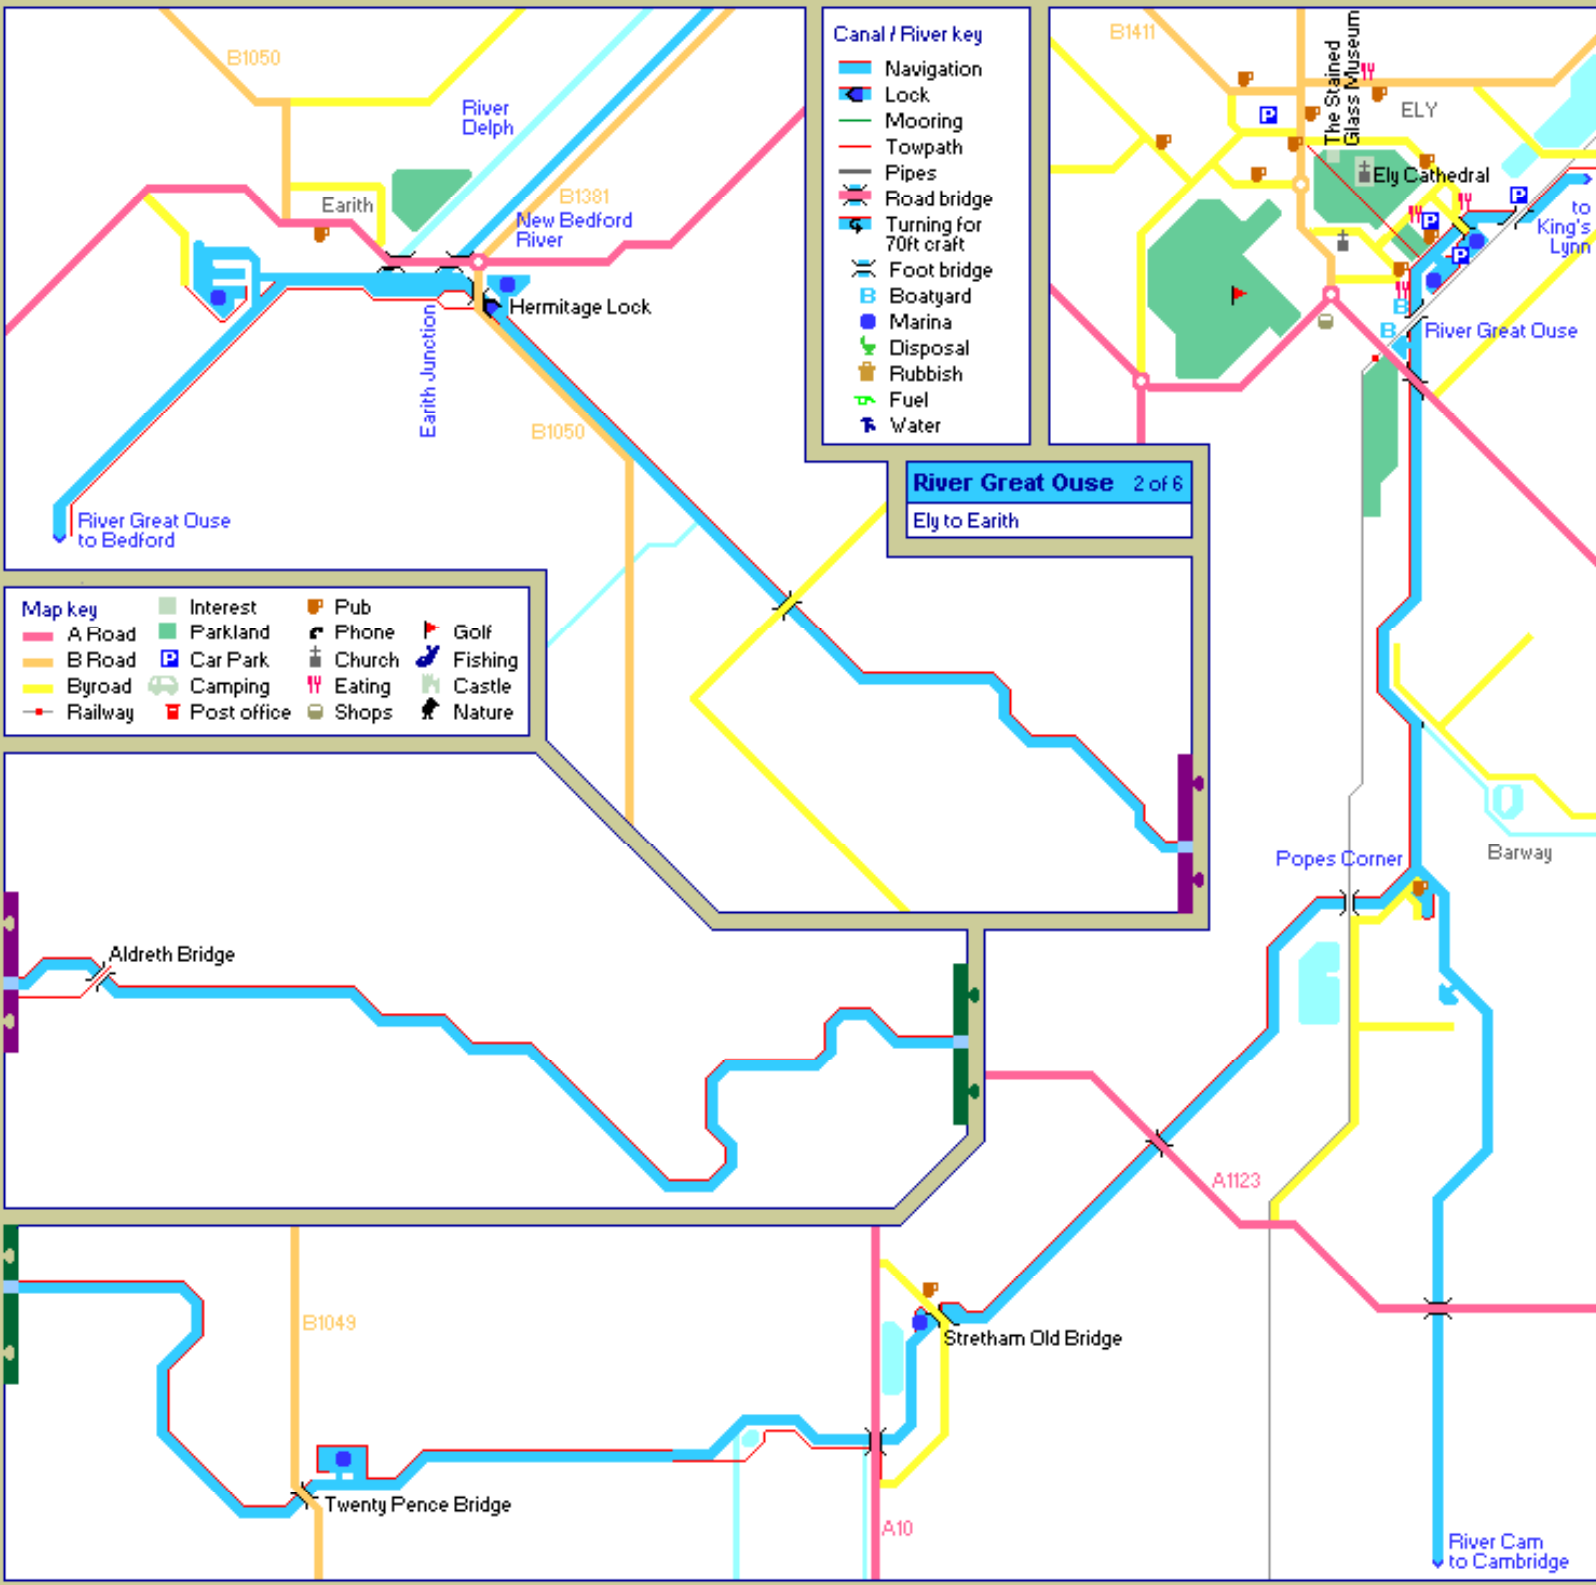 B1050
River
Delph
Earith
B1381
New Bedford
River
Hermitage Lock
Earith Junction
B1050
River Great Ouse
to Bedford
Canal / River key
Navigation
Lock
Mooring
Towpath
Pipes
Road bridge
Turning for
70ft craft
Foot bridge
B Boatyard
Marina
Disposal
Rubbish
Fuel
Water
B1411
The Stained
Glass Museum
P
ELY
Ely Cathedral
P
P
P
to
King's
Lynn
B
B
River Great Ouse
River Great Ouse 2 of 6
Ely to Earith
Map key
A Road
B Road
Byroad
Railway
Interest
Parkland
P Car Park
Camping
Post office
Pub
Phone
Church
Eating
Shops
Golf
Fishing
Castle
Nature
Popes Corner
Barway
Aldreth Bridge
A1123
B1049
Stretham Old Bridge
Twenty Pence Bridge
A10
River Cam
to Cambridge